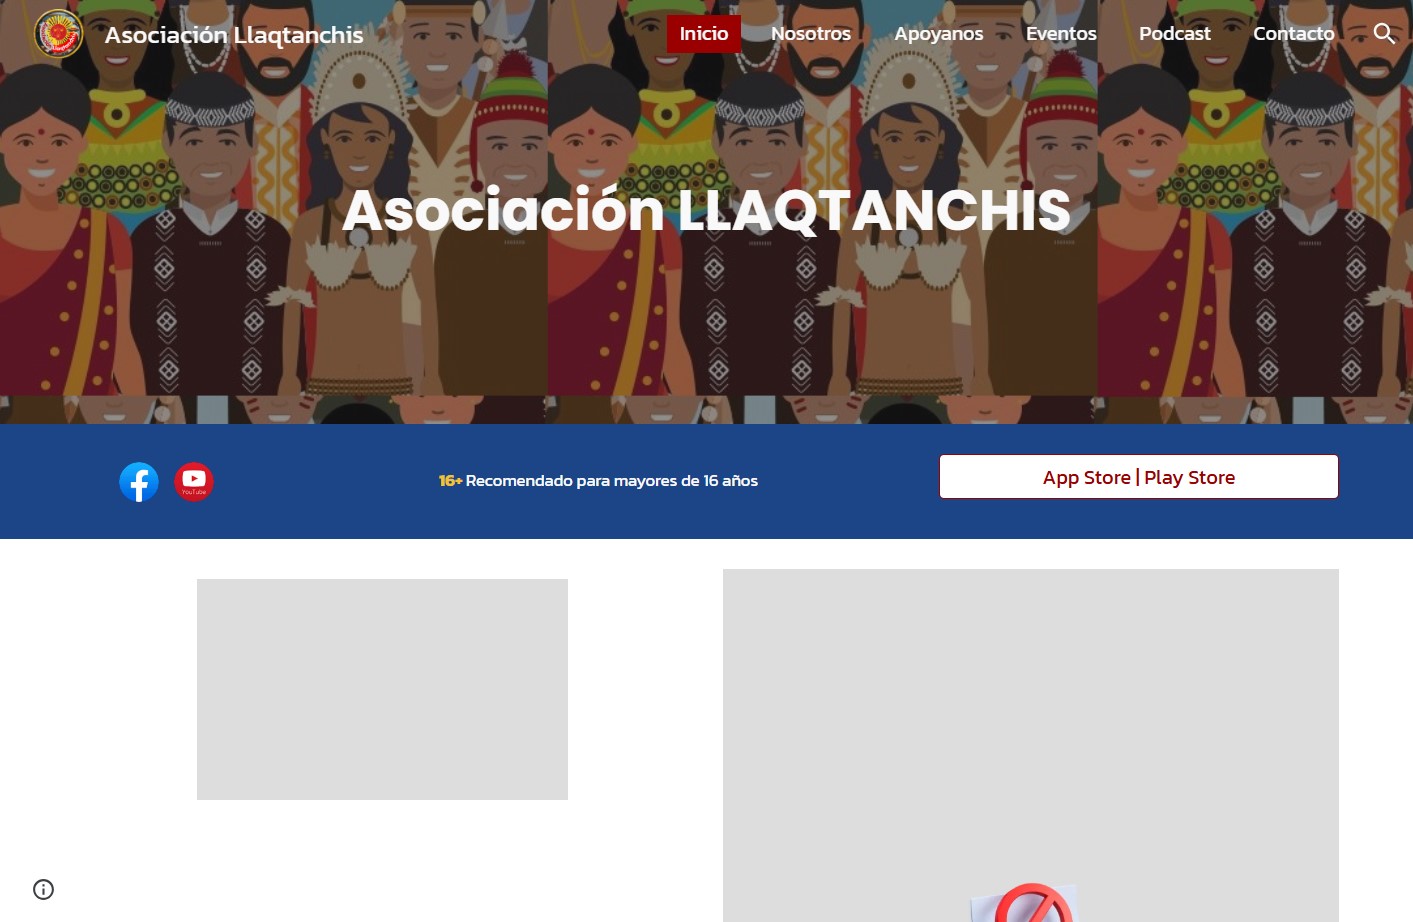 Asociación Llaqtanchis
Inicio
Nosotros
Apoyanos
Eventos
Podcast
Contacto
Asociación LLAQTANCHIS
YouTube
16+ Recomendado para mayores de 16 años
App Store | Play Store